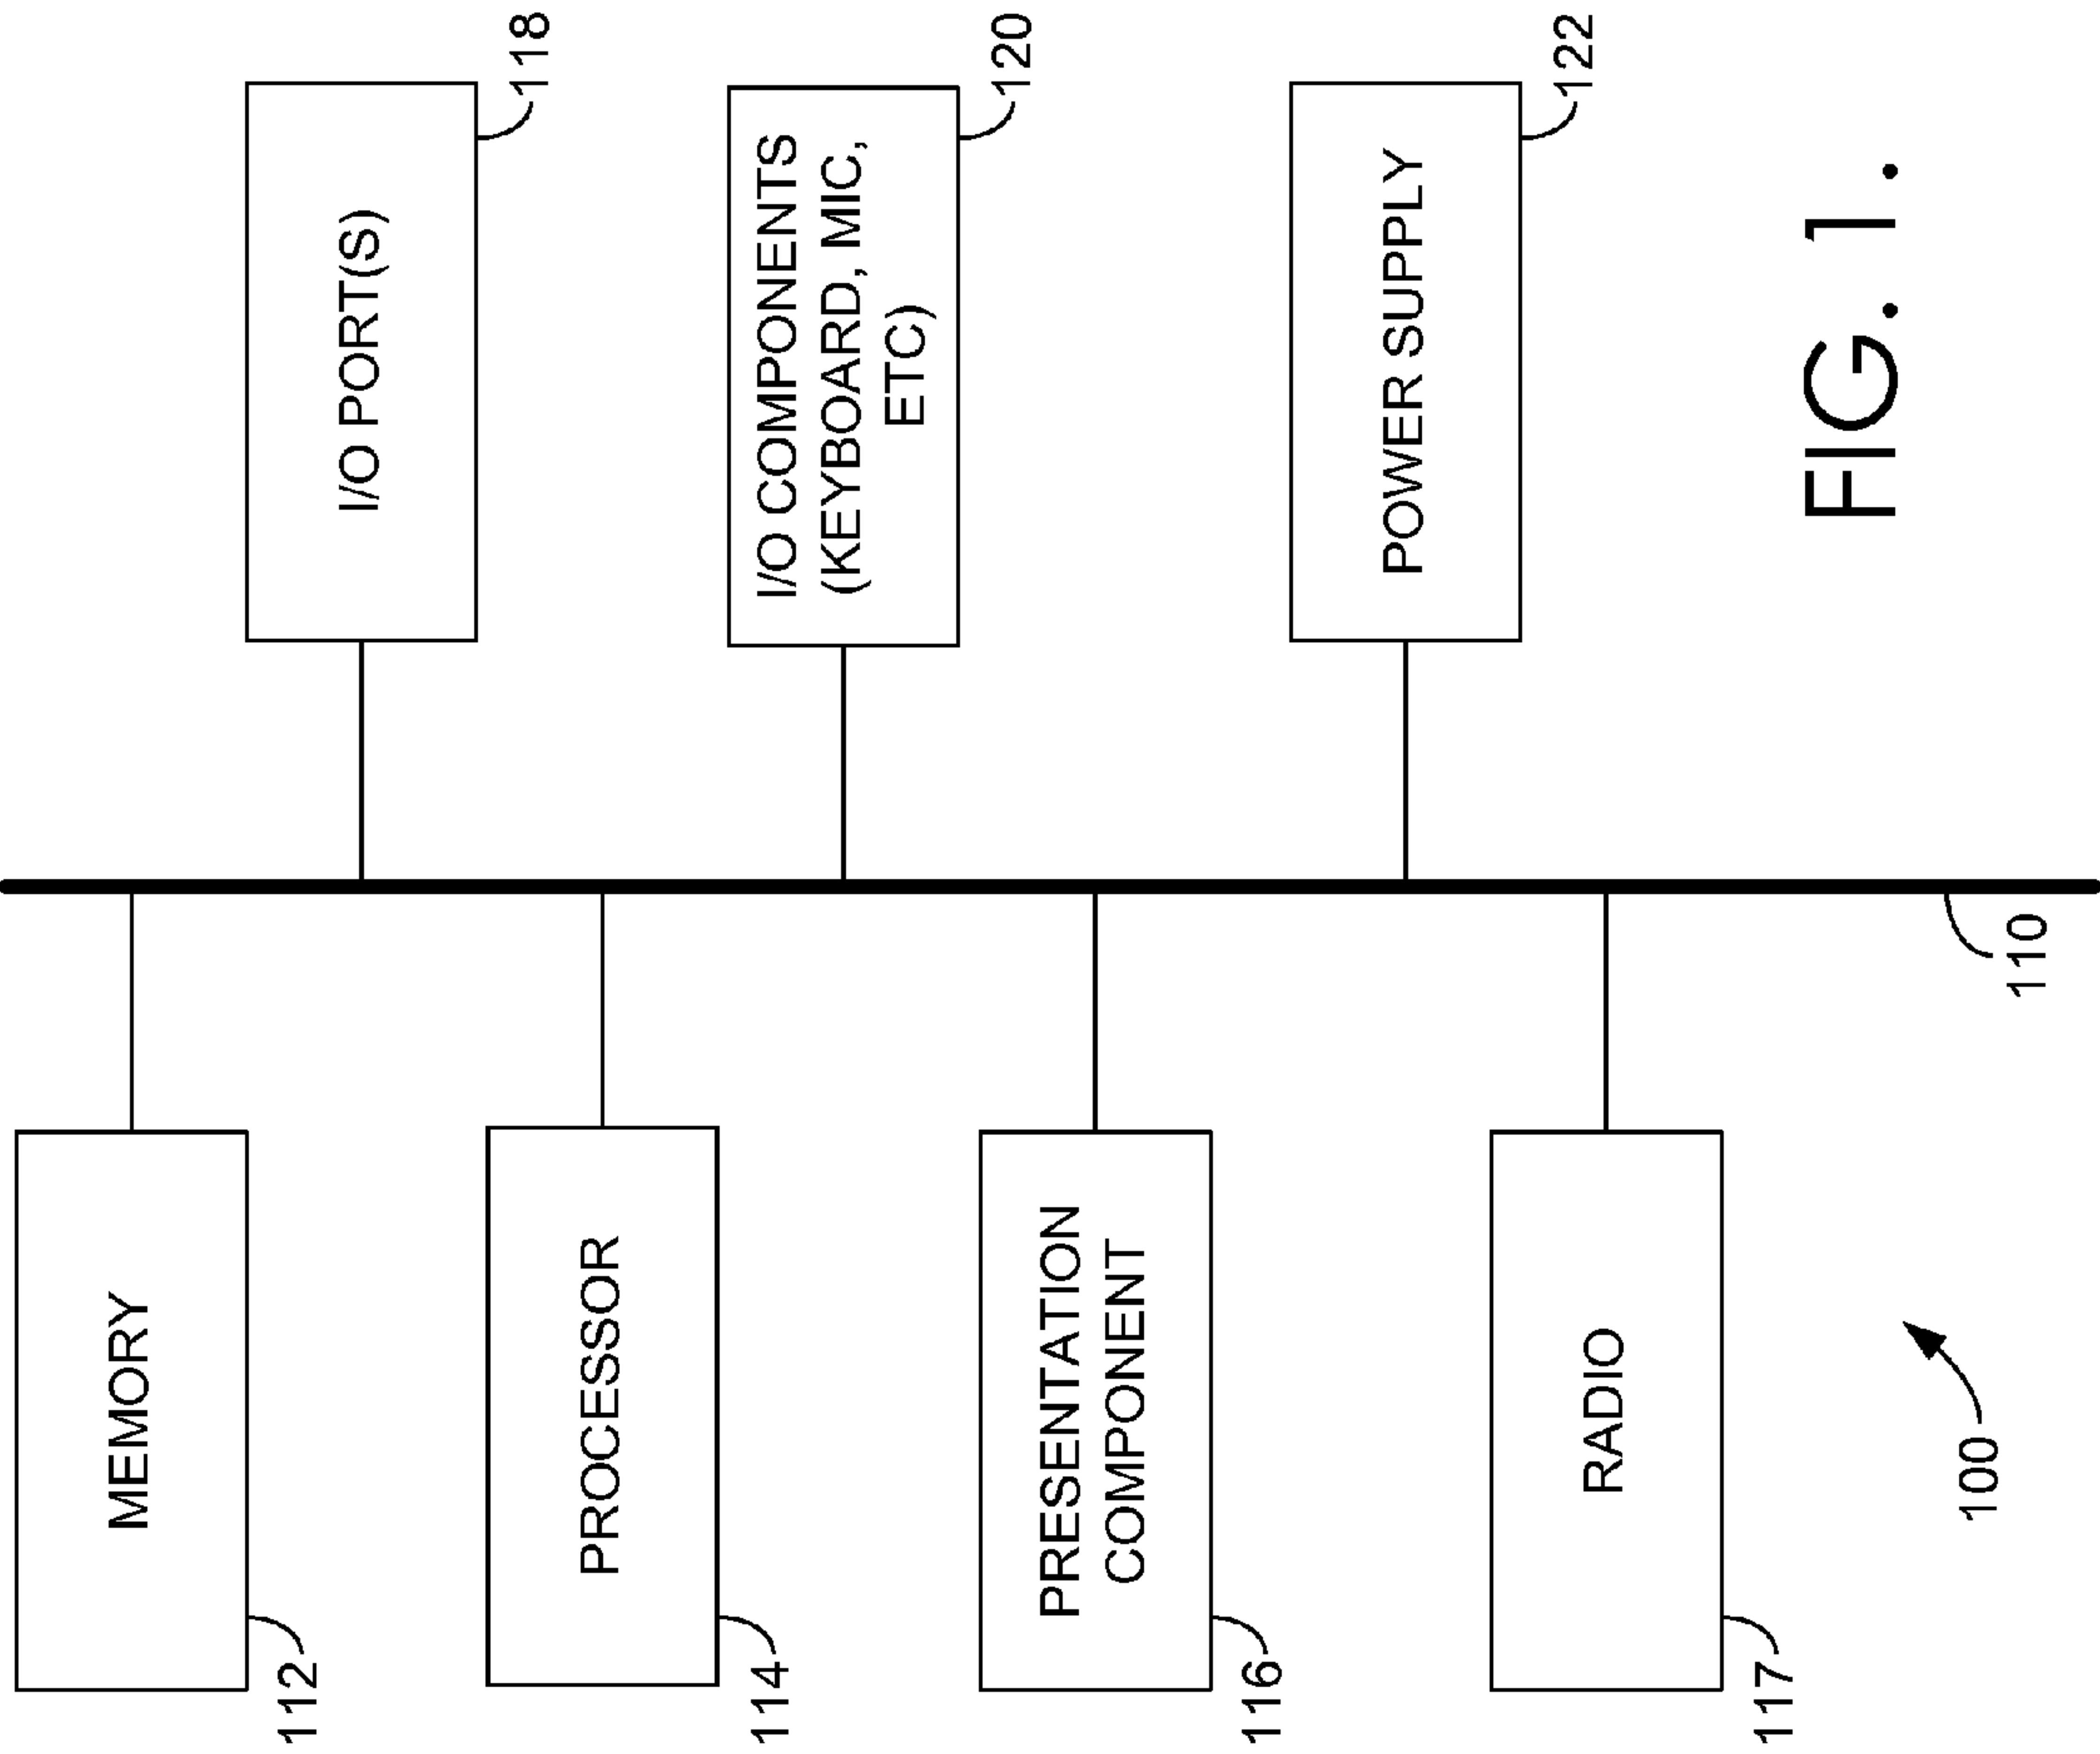 MEMORY
112
I/O PORT(S)
118
PROCESSOR
114
I/O COMPONENTS
(KEYBOARD, MIC,
ETC)
120
PRESENTATION
COMPONENT
116
POWER SUPPLY
122
RADIO
117
110
100
FIG. 1.